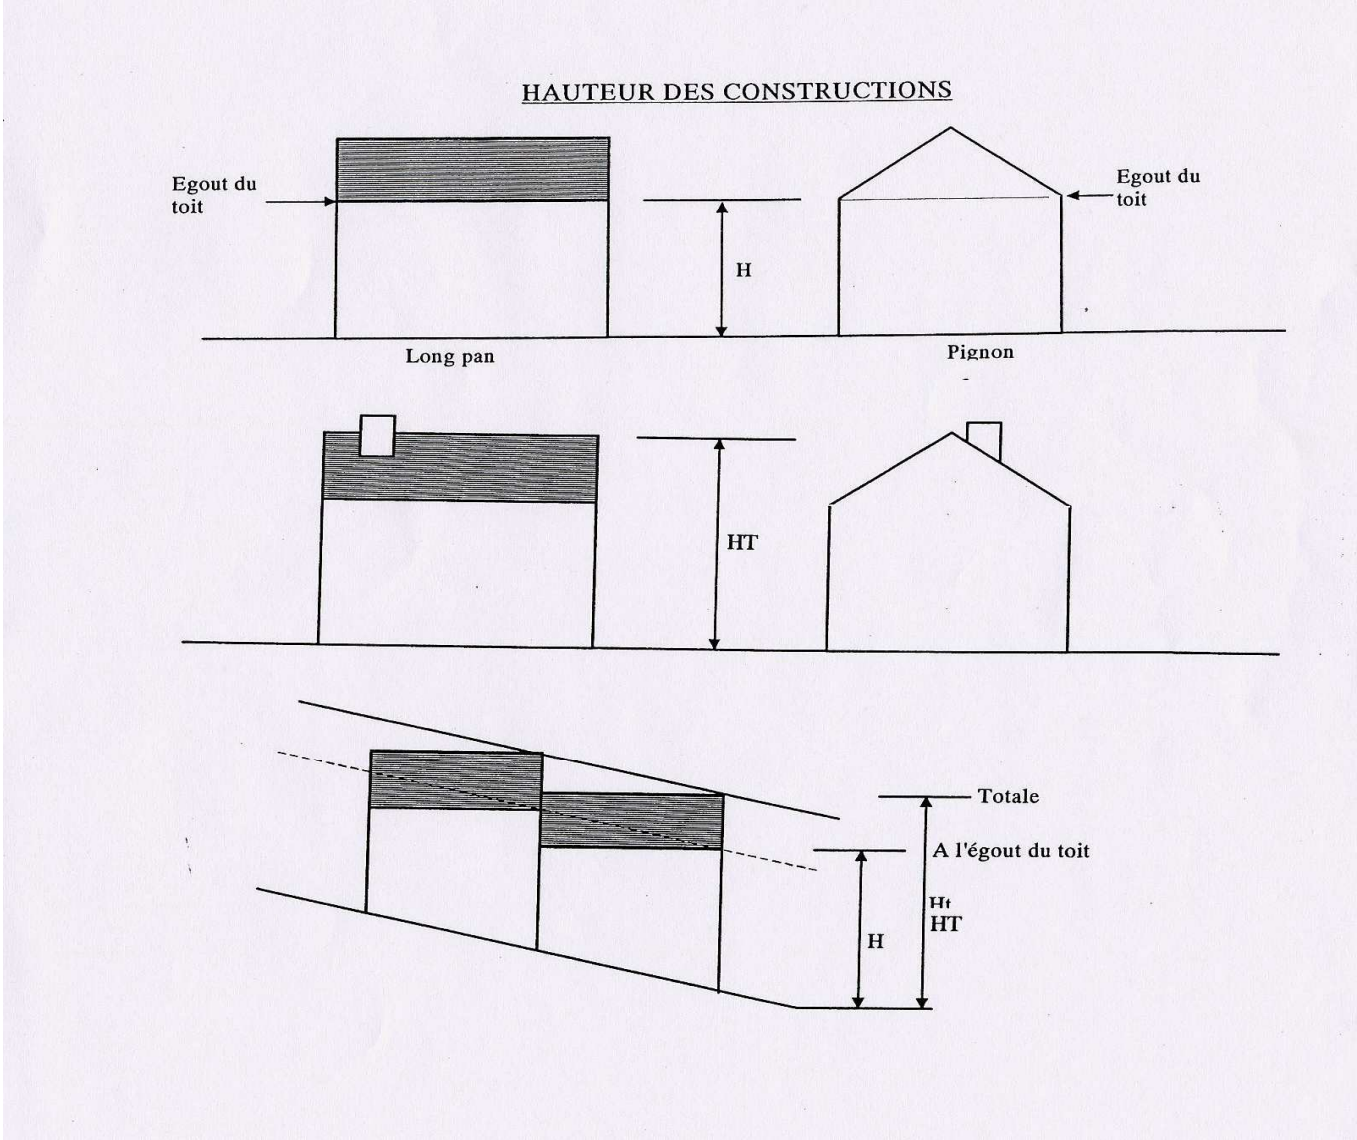 HAUTEUR DES CONSTRUCTIONS
Egout du
toit
Egout du
toit
H
Long pan
Pignon
HT
Totale
A l'égout du toit
Ht
HT
H